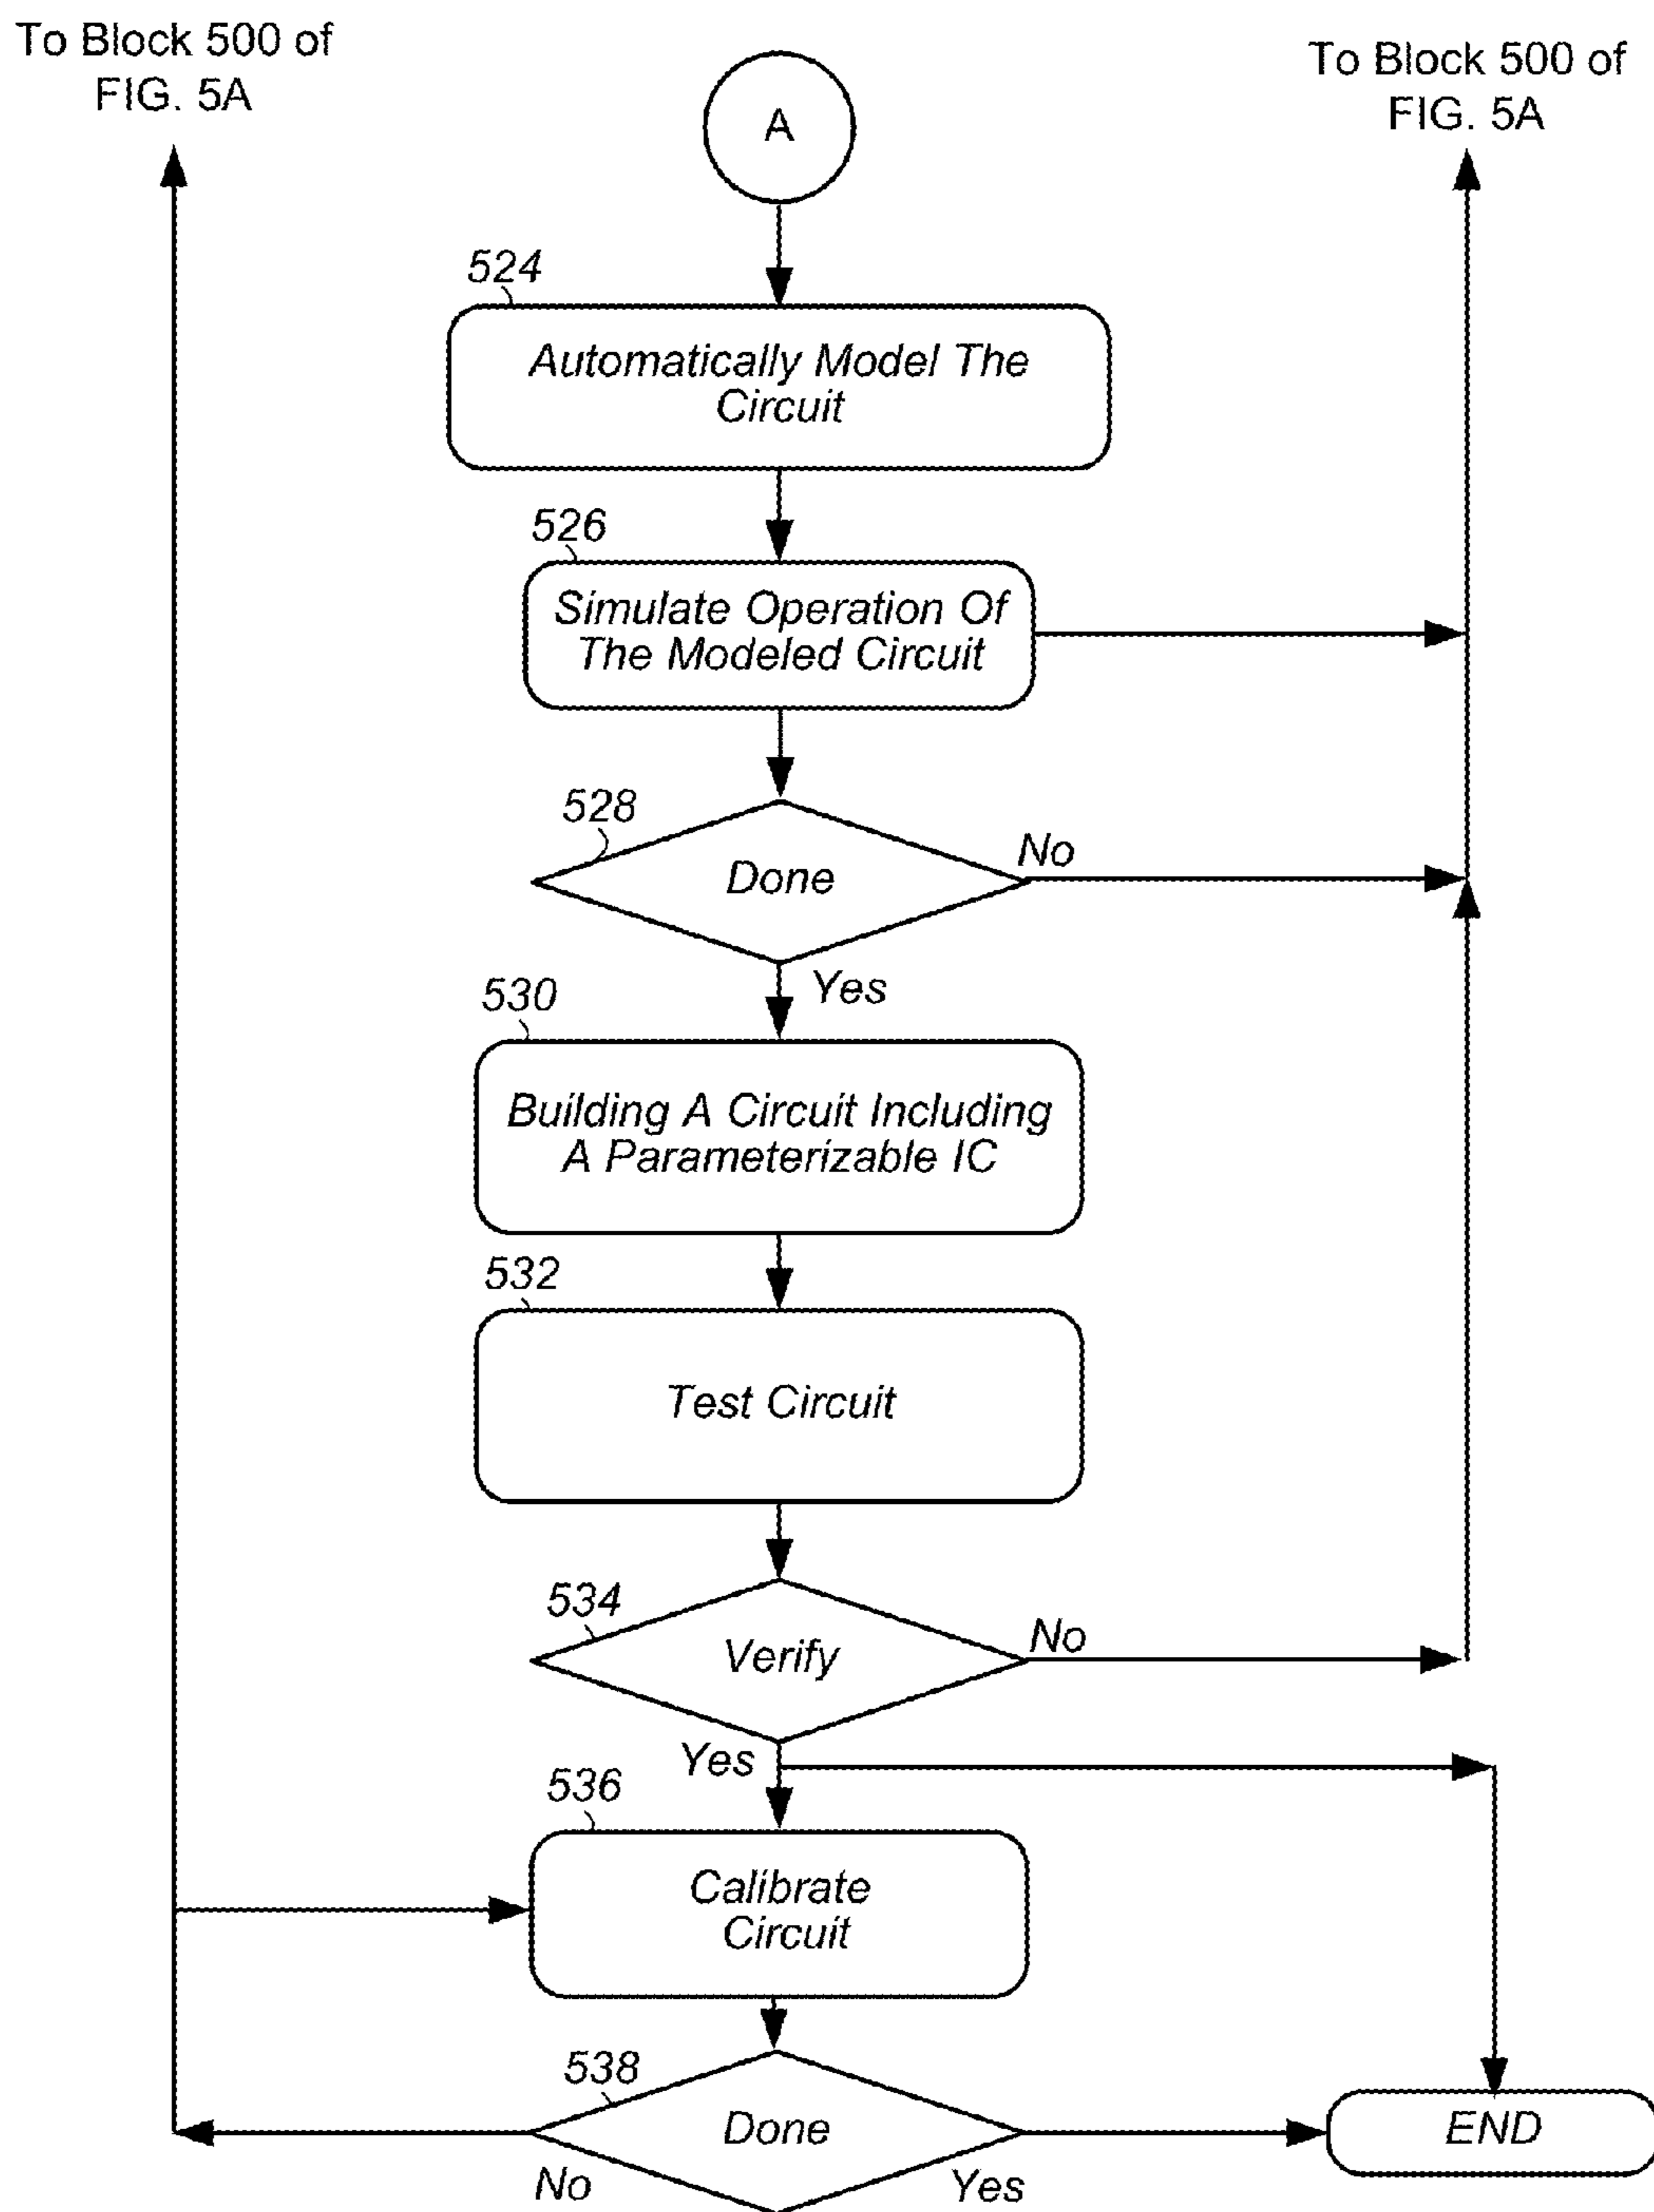 To Block 500 of
FIG. 5A
To Block 500 of
FIG. 5A
A
524
Automatically Model The
Circuit
526
Simulate Operation Of
The Modeled Circuit
528
Done
No
Yes
530
Building A Circuit Including
A Parameterizable IC
532
Test Circuit
534
Verify
No
Yes
536
Calibrate
Circuit
538
Done
No
Yes
END